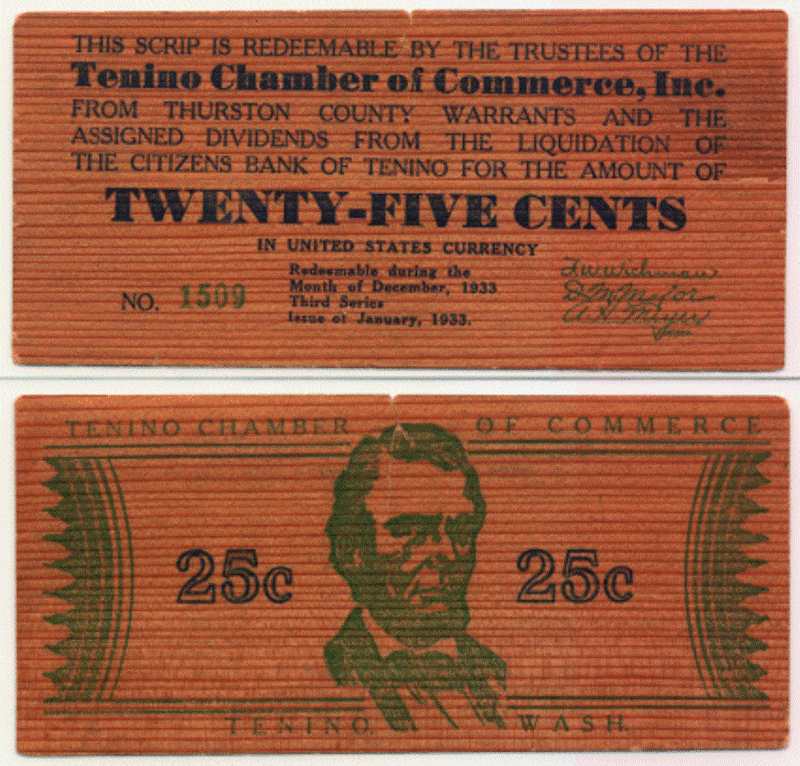 THIS SCRIP IS REDEEMABLE BY THE TRUSTEES OF THE
Tenino Chamber of Commerce, Inc.
FROM THURSTON COUNTY WARRANTS AND THE
ASSIGNED DIVIDENDS FROM THE LIQUIDATION OF
THE CITIZENS BANK OF TENINO FOR THE AMOUNT OF
TWENTY-FIVE CENTS
IN UNITED STATES CURRENCY
NO. 1509
Redeemable during the
Month of December, 1933
Third Series
Issue of January, 1933.
TENINO CHAMBER OF COMMERCE
25c 25c
TENINO, WASH.